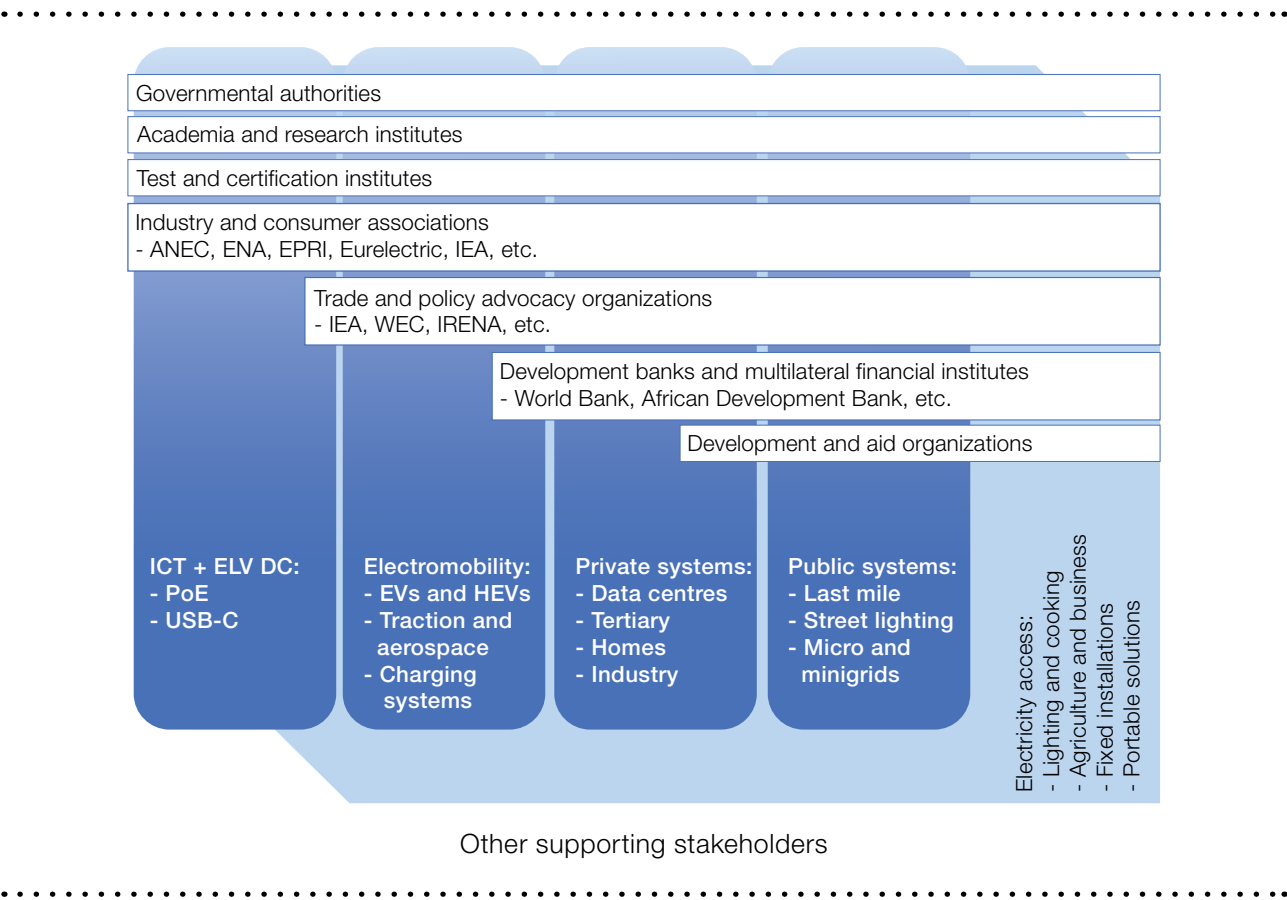 Governmental authorities
Academia and research institutes
Test and certification institutes
Industry and consumer associations
- ANEC, ENA, EPRI, Eurelectric, IEA, etc.
Trade and policy advocacy organizations
- IEA, WEC, IRENA, etc.
Development banks and multilateral financial institutes
- World Bank, African Development Bank, etc.
Development and aid organizations
ICT + ELV DC:
- PoE
- USB-C
Electromobility:
- EVs and HEVs
- Traction and
aerospace
- Charging
systems
Private systems:
- Data centres
- Tertiary
- Homes
- Industry
Public systems:
- Last mile
- Street lighting
- Micro and
minigrids
Electricity access:
- Lighting and cooking
- Agriculture and business
- Fixed installations
- Portable solutions
Other supporting stakeholders